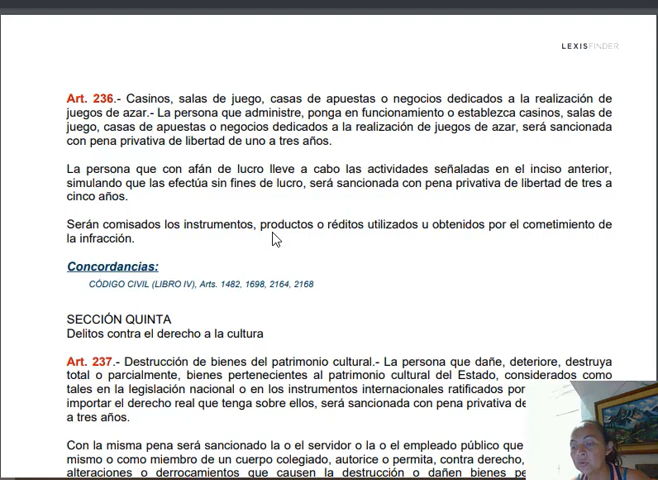 LEXISFINDER
Art. 236.- Casinos, salas de juego, casas de apuestas o negocios dedicados a la realización de
juegos de azar.- La persona que administre, ponga en funcionamiento o establezca casinos, salas de
juego, casas de apuestas o negocios dedicados a la realización de juegos de azar, será sancionada
con pena privativa de libertad de uno a tres años.
La persona que con afán de lucro lleve a cabo las actividades señaladas en el inciso anterior,
simulando que las efectúa sin fines de lucro, será sancionada con pena privativa de libertad de tres a
cinco años.
Serán comisados los instrumentos, productos o réditos utilizados u obtenidos por el cometimiento de
la infracción.
Concordancias:
CÓDIGO CIVIL (LIBRO IV), Arts. 1482, 1698, 2164, 2168
SECCIÓN QUINTA
Delitos contra el derecho a la cultura
Art. 237.- Destrucción de bienes del patrimonio cultural.- La persona que dañe, deteriore, destruya
total o parcialmente, bienes pertenecientes al patrimonio cultural del Estado, considerados como
tales en la legislación nacional o en los instrumentos internacionales ratificados por
importar el derecho real que tenga sobre ellos, será sancionada con pena privativa de
a tres años.
Con la misma pena será sancionado la o el servidor o la o el empleado público que
mismo o como miembro de un cuerpo colegiado, autorice o permita, contra derecho,
alteraciones o derrocamientos que causen la destrucción o dañen bienes